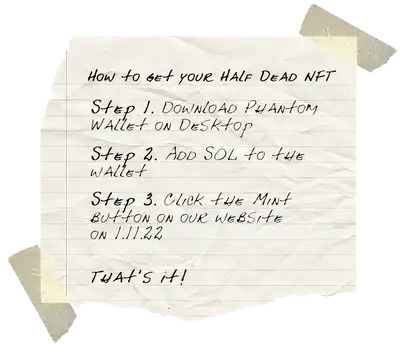 How to get your Half Dead NFT
Step 1. Download Phantom
Wallet on Desktop
Step 2. Add SOL to the
wallet
Step 3. Click the Mint
button on our website
on 1.11.22
That's it!